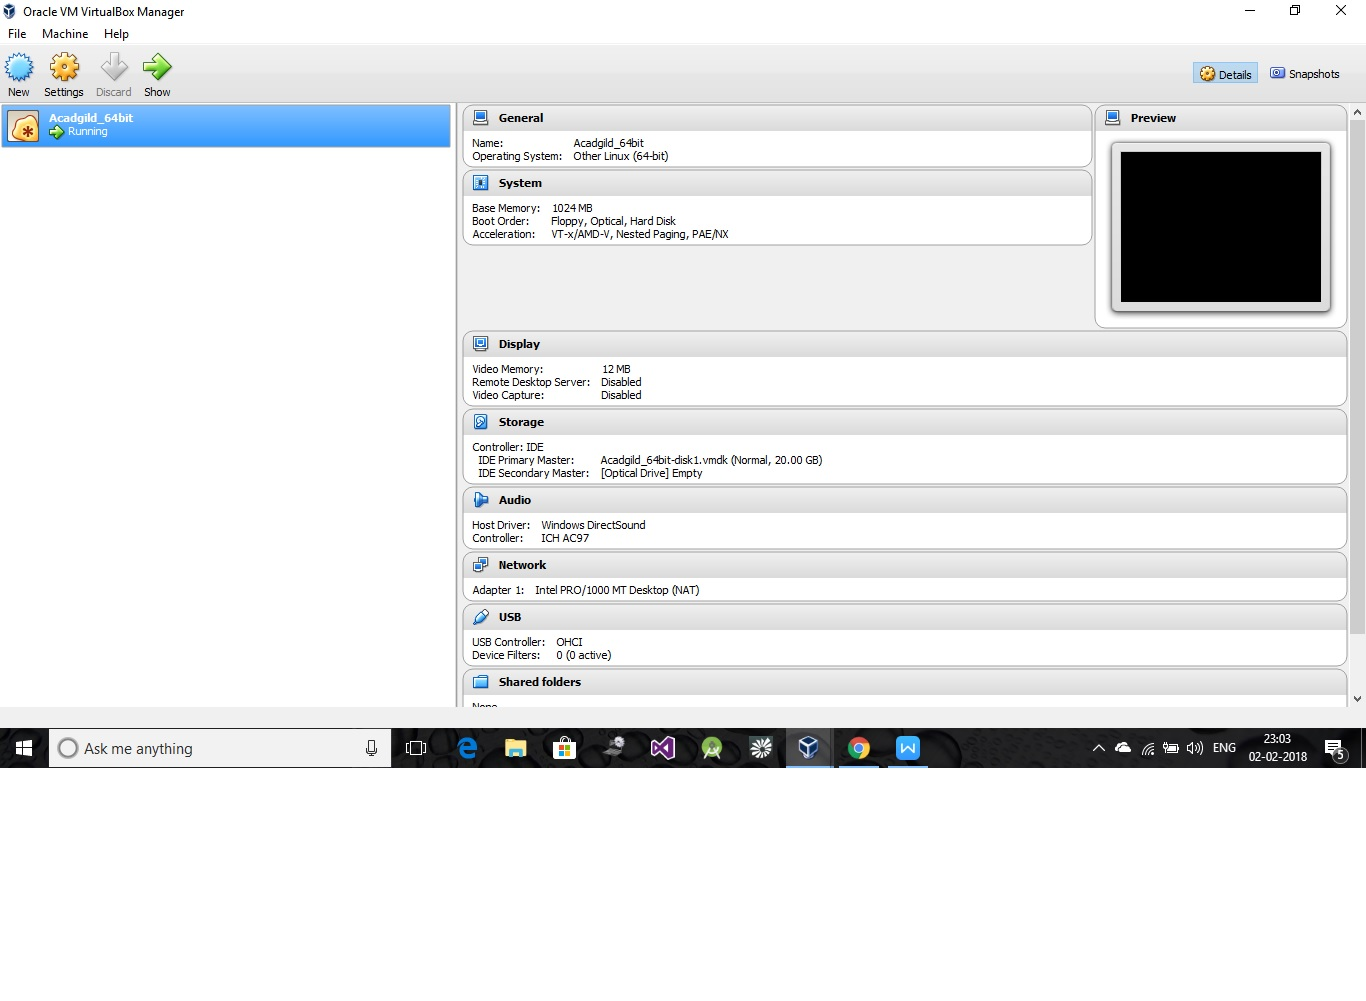 Oracle VM VirtualBox Manager
File Machine Help
New Settings Discard Show
Details Snapshots
Acadgild_64bit
Running
General
Name: Acadgild_64bit
Operating System: Other Linux (64-bit)
System
Base Memory: 1024 MB
Boot Order: Floppy, Optical, Hard Disk
Acceleration: VT-x/AMD-V, Nested Paging, PAE/NX
Preview
Display
Video Memory: 12 MB
Remote Desktop Server: Disabled
Video Capture: Disabled
Storage
Controller: IDE
IDE Primary Master: Acadgild_64bit-disk1.vmdk (Normal, 20.00 GB)
IDE Secondary Master: [Optical Drive] Empty
Audio
Host Driver: Windows DirectSound
Controller: ICH AC97
Network
Adapter 1: Intel PRO/1000 MT Desktop (NAT)
USB
USB Controller: OHCI
Device Filters: 0 (0 active)
Shared folders
None
Ask me anything
ENG
23:03
02-02-2018
5